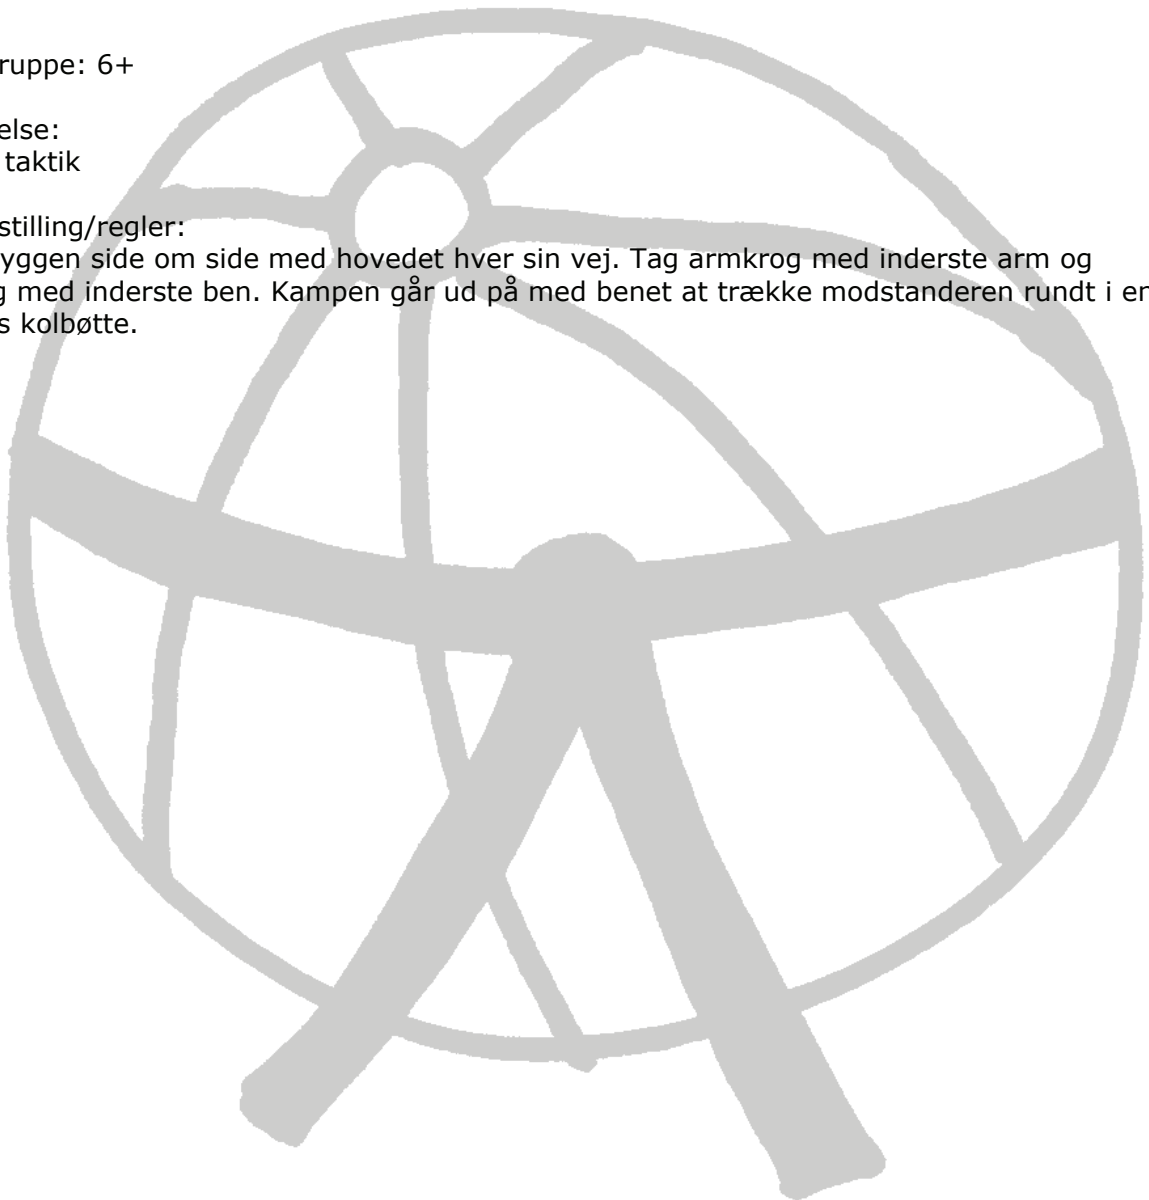 ruppe: 6+
else:
taktik
stilling/regler:
yggen side om side med hovedet hver sin vej. Tag armkrog med inderste arm og
g med inderste ben. Kampen går ud på med benet at trække modstanderen rundt i en
s kolbøtte.